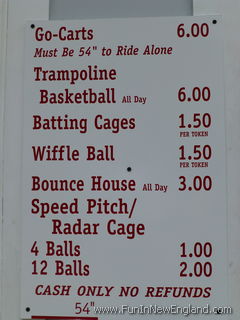 Go-Carts 6.00
Must Be 54" to Ride Alone
Trampoline
Basketball All Day 6.00
Batting Cages 1.50
PER TOKEN
Wiffle Ball 1.50
PER TOKEN
Bounce House All Day 3.00
Speed Pitch/
Radar Cage
4 Balls 1.00
12 Balls 2.00
CASH ONLY NO REFUNDS
54"
© www.FunInNewEngland.com